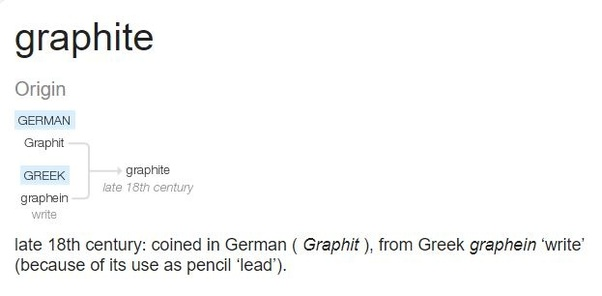 graphite
Origin
GERMAN
Graphit
GREEK
graphein
write
graphite
late 18th century
late 18th century: coined in German ( Graphit ), from Greek graphein ‘write’
(because of its use as pencil ‘lead’).